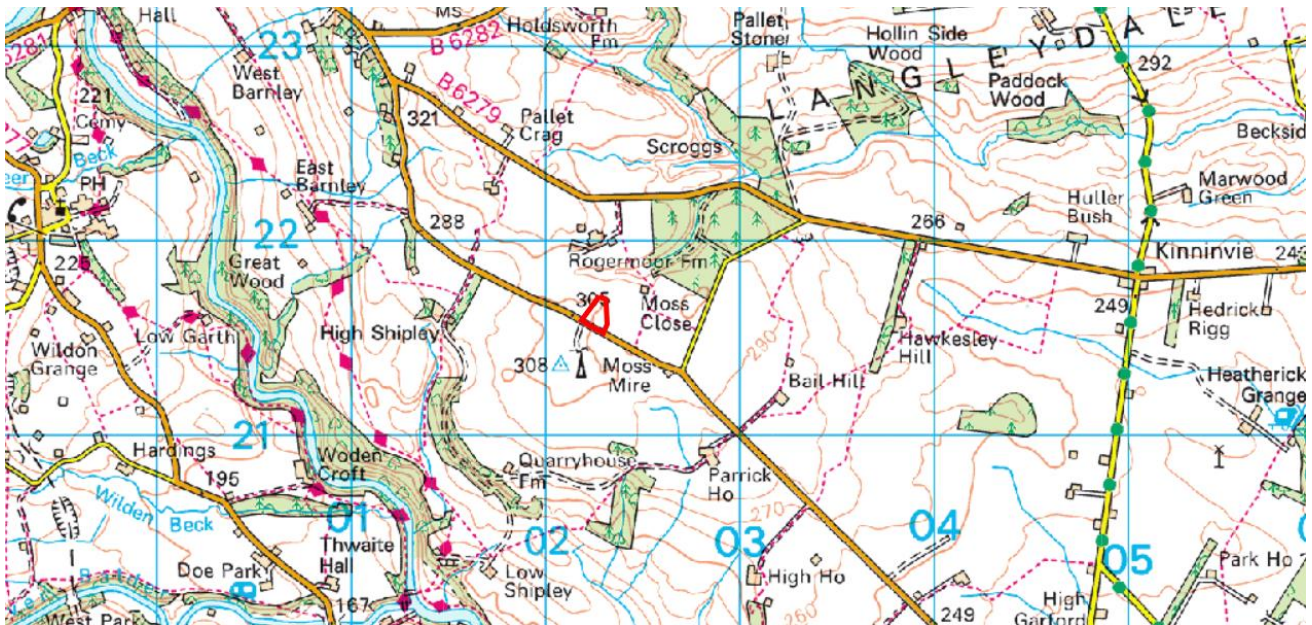 Hall
MS
Holdsworth
Fm
Pallet
Stone
Hollin Side
Wood
LANGLEYDALE
292
6281
23
B 6282
West
Barnley
Paddock
Wood
221
Cemy
321
B6279
Pallet
Crag
Beck
Scroggs
East
Barnley
PH
Marwood
Green
Huller
Bush
288
266
22
Kinninvie
225
Great
Wood
Rogermoor Fm
305
Moss
Close
249
Hedrick
Rigg
Low Garth
High Shipley
290
Hawkesley
Hill
Wildon
Grange
308
Moss
Mire
Bail Hill
Heatherick
Grange
21
Hardings
Woden
Croft
Quarryhouse
Fm
Parrick
Ho
195
Wilden
Beck
01
02
270
03
04
05
Thwaite
Hall
Doe Park
Low
Shipley
High Ho
Park Ho
167
West Park
260
249
High
Garford